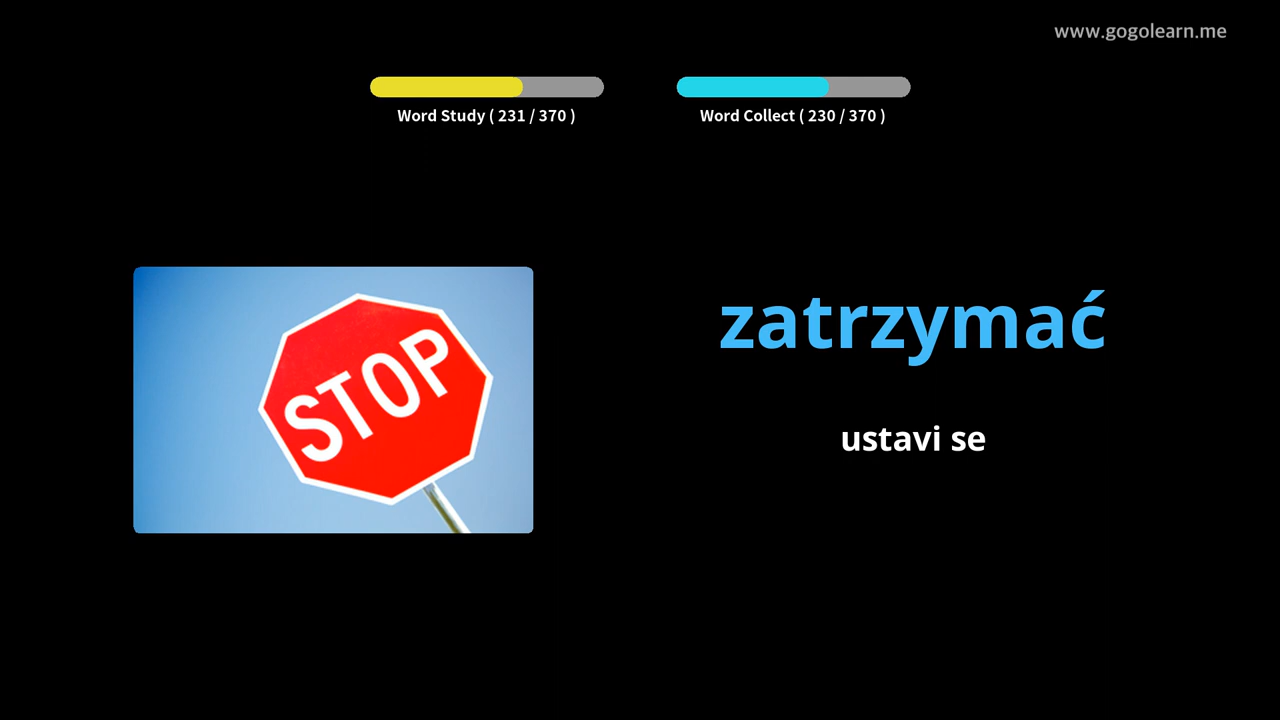 www.gogolearn.me
Word Study ( 231 / 370 )
Word Collect ( 230 / 370 )
STOP
zatrzymać
ustavi se